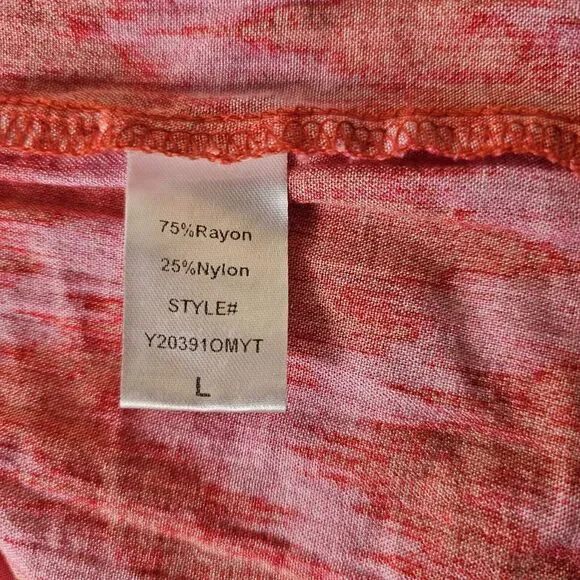 75%Rayon
25%Nylon
STYLE#
Y20391OMYT
L